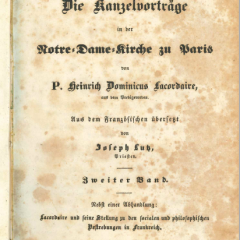 Die Kanzelvorträge
in der
Notre-Dame-Kirche zu Paris
von
P. Heinrich Dominicus Lacordaire,
aus dem Predigerorden.
Aus dem Französischen übersetzt
von
Joseph Lutz,
Priester.
Zweiter Band.
Nebst einer Abhandlung:
Lacordaire und seine Stellung zu den socialen und philosophischen
Bestrebungen in Frankreich.